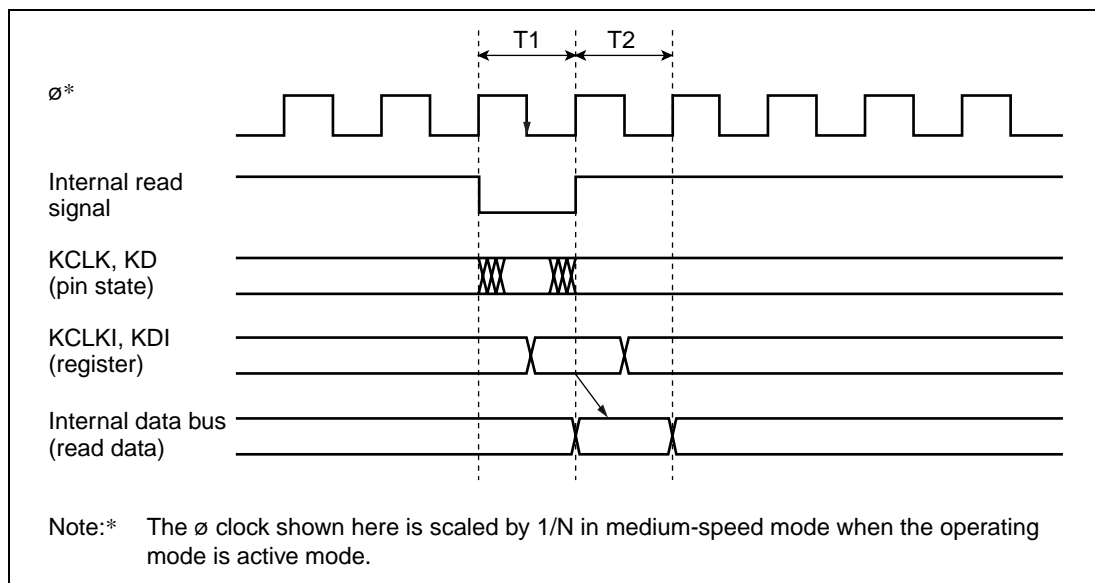 T1 T2
ø*
Internal read
signal
KCLK, KD
(pin state)
KCLKI, KDI
(register)
Internal data bus
(read data)
Note:* The ø clock shown here is scaled by 1/N in medium-speed mode when the operating
mode is active mode.